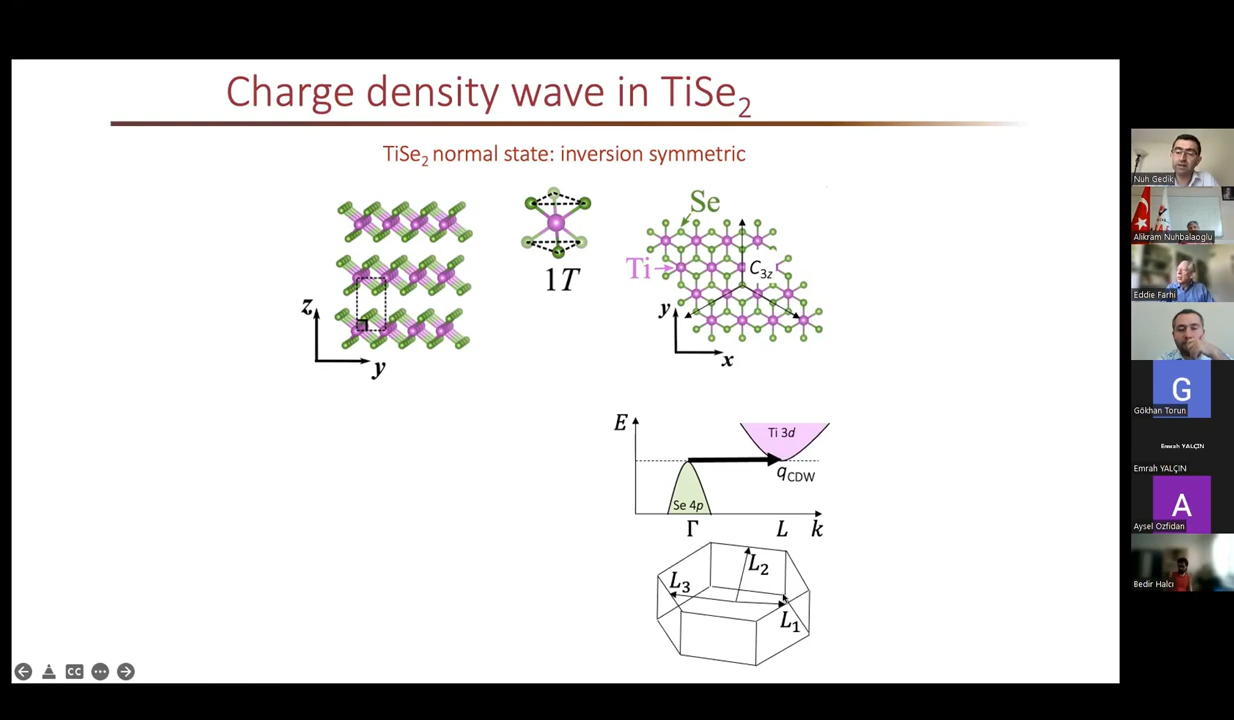 Charge density wave in TiSe2
TiSe2 normal state: inversion symmetric
Se
Ti
C3z
1T
z
y
y
x
E
Ti 3d
qCDW
Se 4p
Γ
L
k
L2
L3
L1
CC
Nuh Gedik
Alikram Nuhbalaoglu
Eddie Farhi
G
Gökhan Torun
Emrah YALÇIN
Emrah YALÇIN
A
Aysel Ozfidan
Bedir Halcı